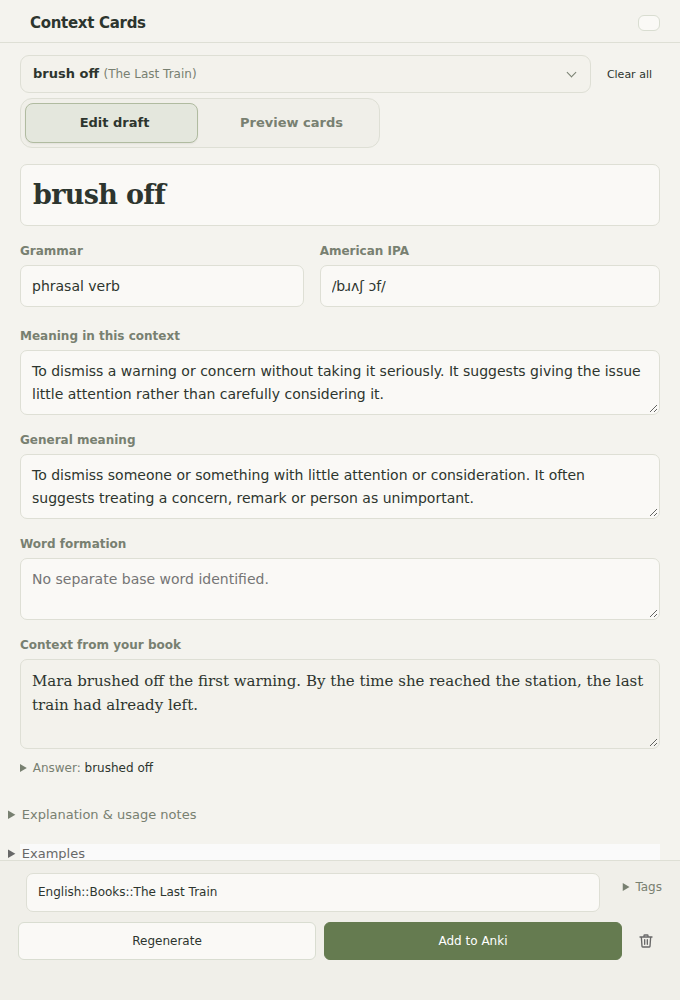 Context Cards
brush off (The Last Train)
Clear all
Edit draft
Preview cards
brush off
Grammar
American IPA
phrasal verb
/bɹʌʃ ɔf/
Meaning in this context
To dismiss a warning or concern without taking it seriously. It suggests giving the issue
little attention rather than carefully considering it.
General meaning
To dismiss someone or something with little attention or consideration. It often
suggests treating a concern, remark or person as unimportant.
Word formation
No separate base word identified.
Context from your book
Mara brushed off the first warning. By the time she reached the station, the last
train had already left.
Answer: brushed off
Explanation & usage notes
Examples
English::Books::The Last Train
Tags
Regenerate
Add to Anki